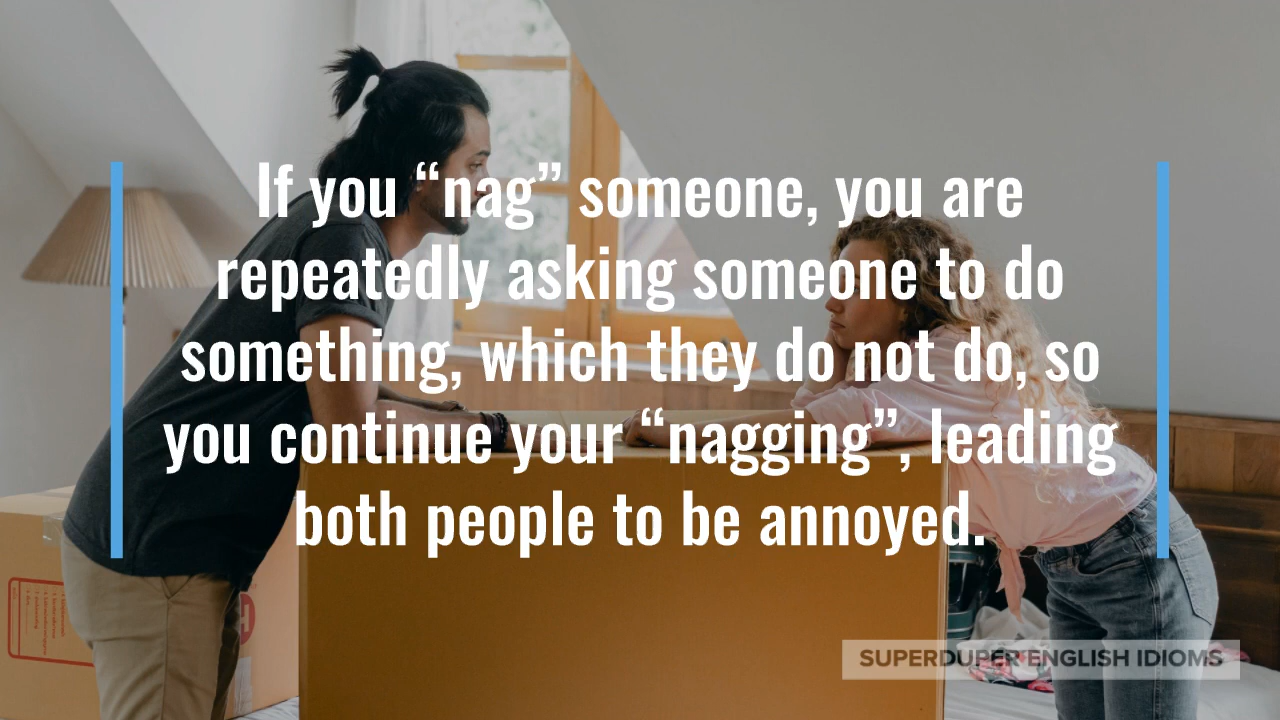 If you “nag” someone, you are
repeatedly asking someone to do
something, which they do not do, so
you continue your “nagging”, leading
both people to be annoyed.
SUPERDUPER ENGLISH IDIOMS